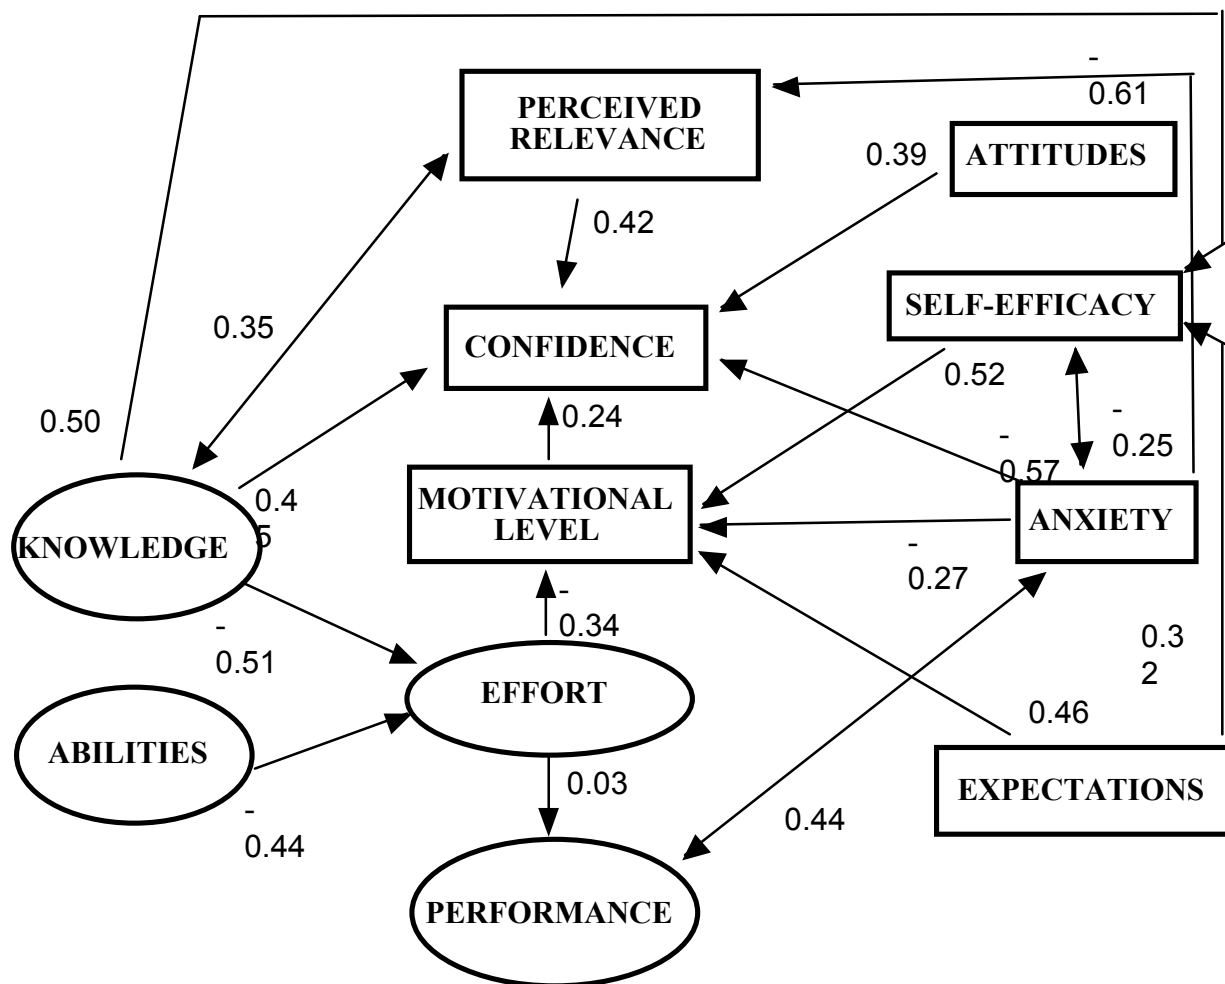 -
0.61
PERCEIVED
RELEVANCE
0.39
ATTITUDES
0.42
SELF-EFFICACY
0.35
CONFIDENCE
0.52
0.50
0.24
-
0.25
-
0.57
MOTIVATIONAL
LEVEL
0.4
5
ANXIETY
KNOWLEDGE
-
0.27
-
0.34
-
0.51
0.3
2
EFFORT
0.46
ABILITIES
0.03
EXPECTATIONS
-
0.44
0.44
PERFORMANCE